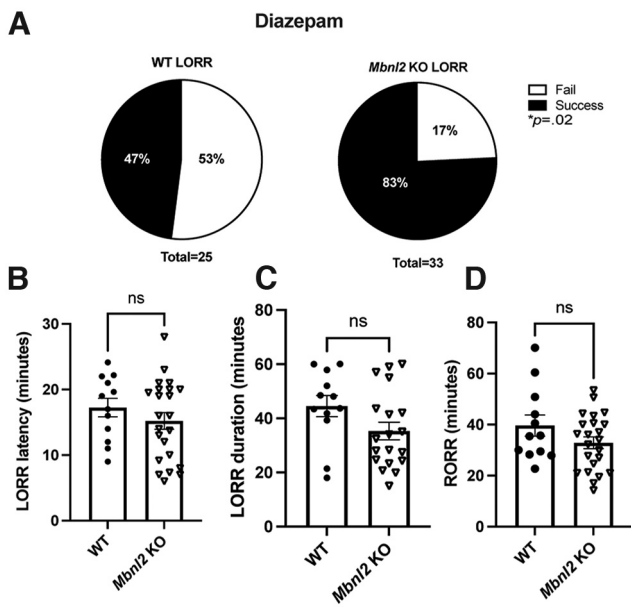 A
Diazepam
WT LORR
47%
53%
Total=25
Mbnl2 KO LORR
17%
83%
Total=33
Fail
Success
*p=.02
B
LORR latency (minutes)
30
20
10
0
ns
WT
Mbnl2 KO
C
LORR duration (minutes)
80
60
40
20
0
ns
WT
Mbnl2 KO
D
RORR (minutes)
80
60
40
20
0
ns
WT
Mbnl2 KO